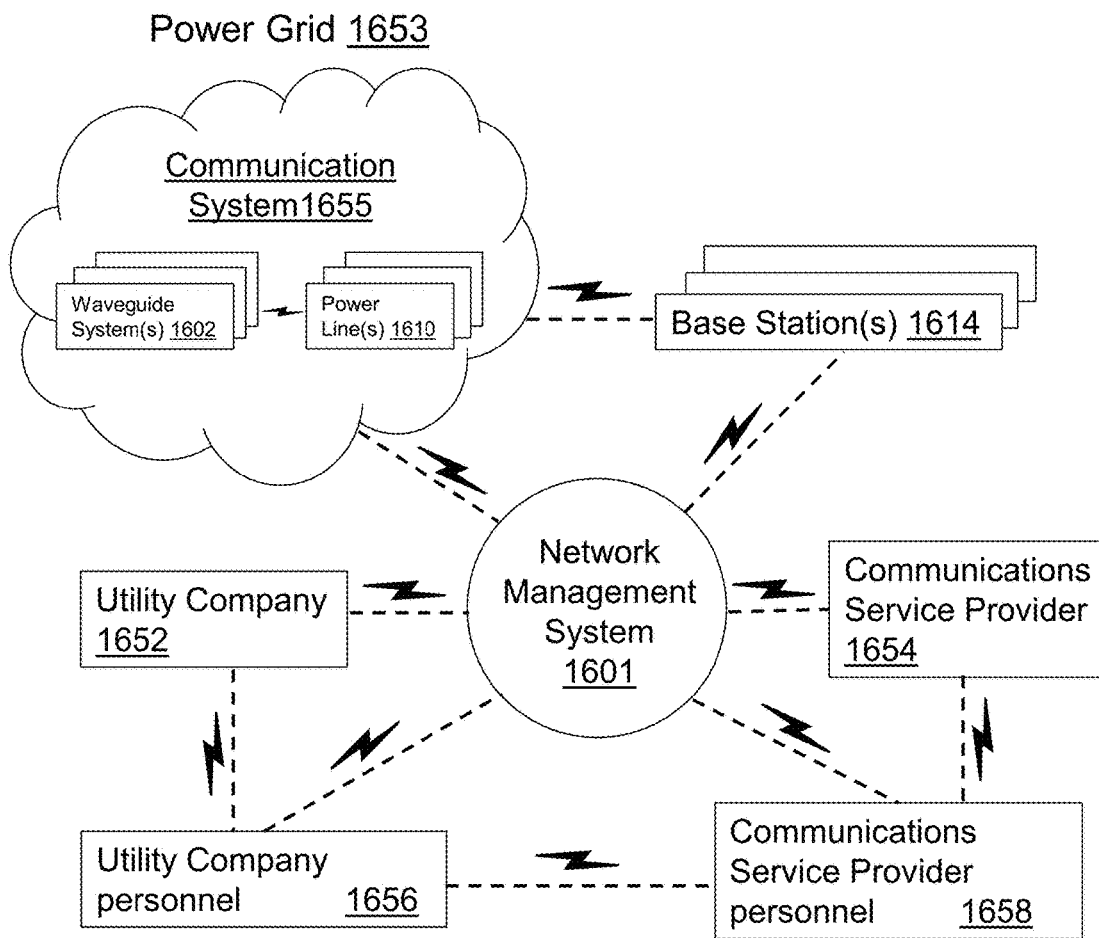 Power Grid 1653
Communication
System1655
Waveguide
System(s) 1602
Power
Line(s) 1610
Base Station(s) 1614
Network
Management
System
1601
Utility Company
1652
Communications
Service Provider
1654
Utility Company
personnel 1656
Communications
Service Provider
personnel 1658